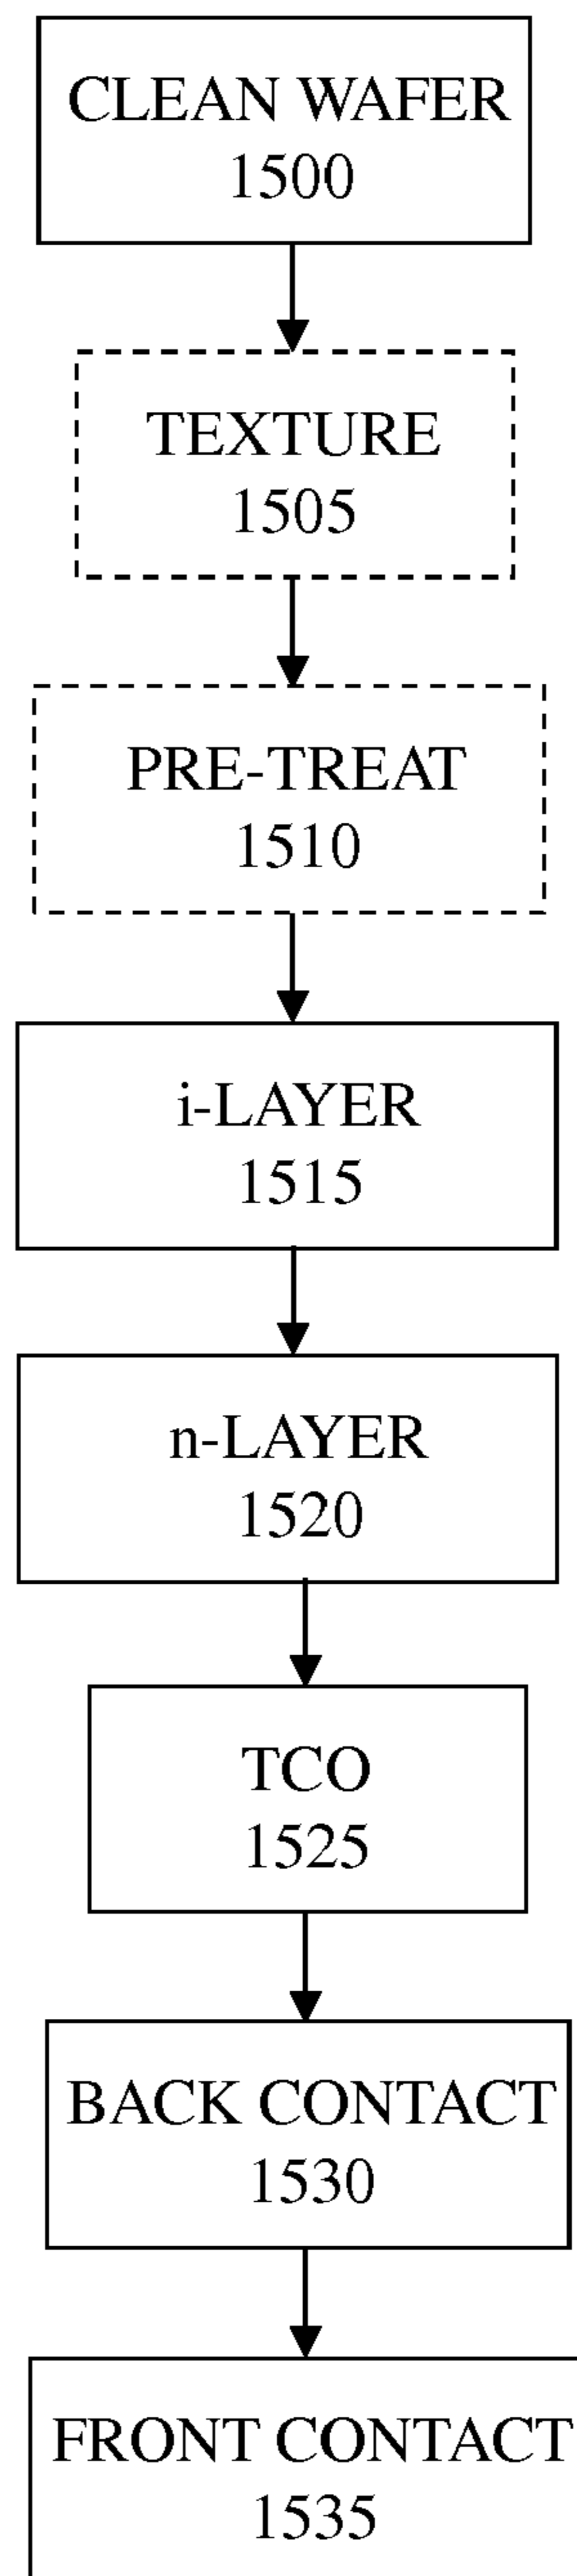 CLEAN WAFER
1500
TEXTURE
1505
PRE-TREAT
1510
i-LAYER
1515
n-LAYER
1520
TCO
1525
BACK CONTACT
1530
FRONT CONTACT
1535